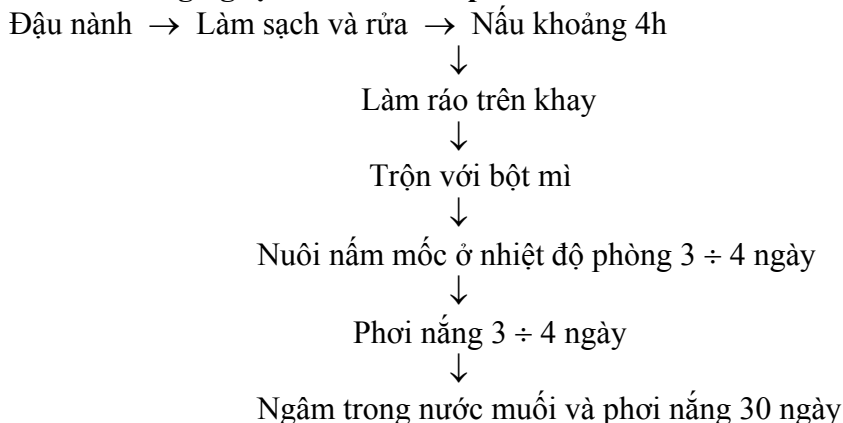 Đậu nành → Làm sạch và rửa → Nấu khoảng 4h
↓
Làm ráo trên khay
↓
Trộn với bột mì
↓
Nuôi nấm mốc ở nhiệt độ phòng 3 ÷ 4 ngày
↓
Phơi nắng 3 ÷ 4 ngày
↓
Ngâm trong nước muối và phơi nắng 30 ngày